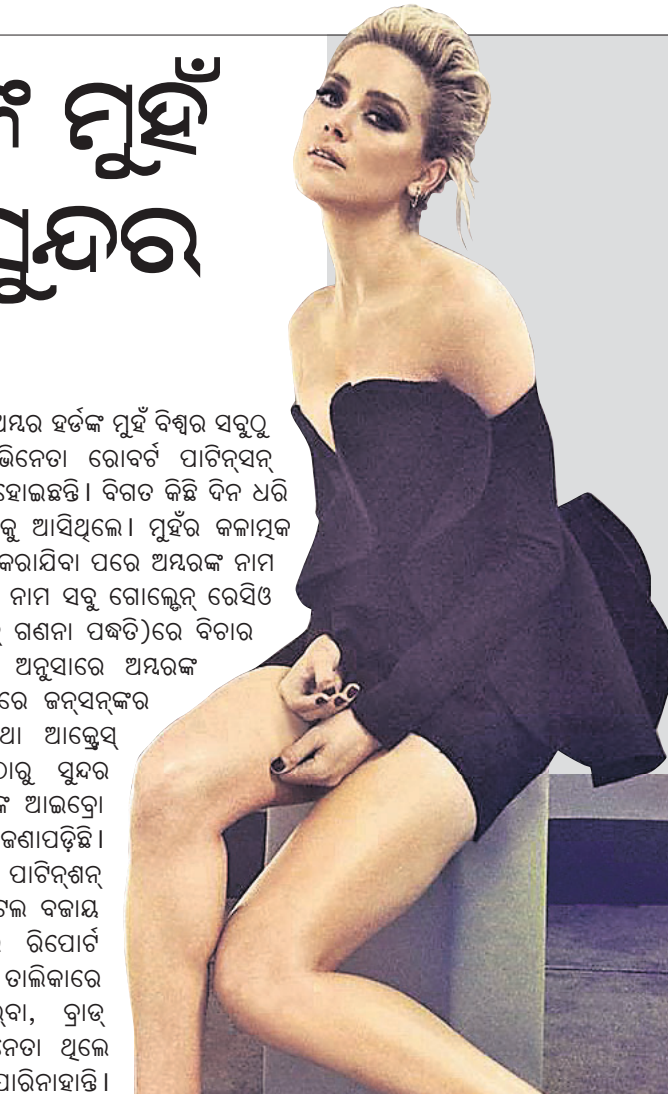 ମୁହଁ
ସୁନ୍ଦର
ଅମ୍ବର ହର୍ଡଙ୍କ ମୁହଁ ବିଶ୍ୱର ସବୁଠୁ
ରୋବର୍ଟ ପାଟିନ୍‌ସନ୍
ହୋଇଛନ୍ତି। ବିଗତ କିଛି ଦିନ ଧରି
ଆସିଥିଲେ। ମୁହଁର କଳାତ୍ମକ
କରାଯିବା ପରେ ଅମ୍ବରଙ୍କ ନାମ
ନାମ ସବୁ ଗୋଲ୍ଡେନ୍ ରେସିଓ
ଗଣନା ପଦ୍ଧତି)ରେ ବିଚାର
ଅନୁସାରେ ଅମ୍ବରଙ୍କ
ଜନ୍‌ସନ୍‌ଙ୍କର
ଆକ୍ଟ୍ରେସ୍
ସୁନ୍ଦର
ଆଇବ୍ରୋ
ଜଣାପଡ଼ିଛି।
ପାଟିନ୍‌ଶନ୍
ବଜାୟ
ରିପୋର୍ଟ
ତାଲିକାରେ
ବ୍ରାଡ୍
ଥିଲେ
ପାରିନାହାନ୍ତି।